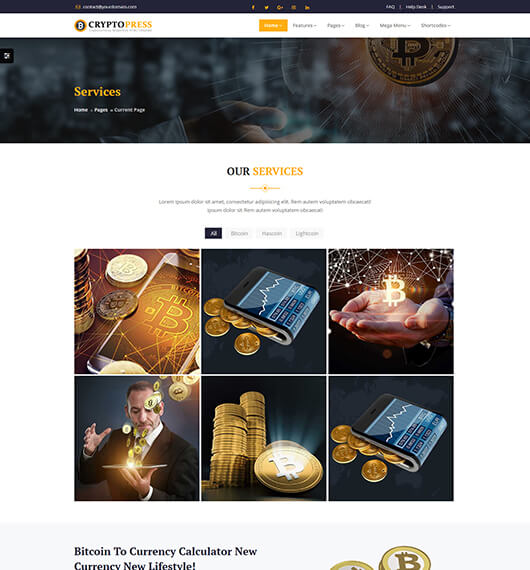 contact@yourdomain.com
FAQ | Help Desk | Support
CRYPTOPRESS
Home Features Pages Blog Mega Menu Shortcodes
Services
Home Pages Current Page
OUR SERVICES
Lorem ipsum dolor sit amet, consectetur adipisicing elit. Rem autem voluptatem obcaecati!
ipsum dolor sit Rem autem voluptatem obcaecati
All Bitcoin Hascoin Lightcoin
Bitcoin To Currency Calculator New
Currency New Lifestyle!